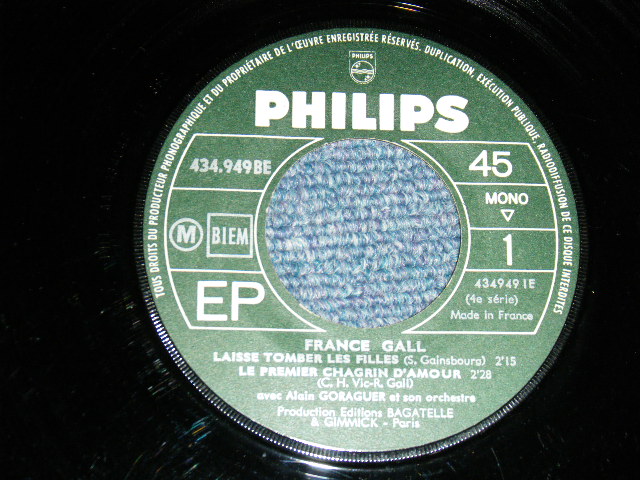 TOUS DROITS DU PRODUCTEUR PHONOGRAPHIQUE ET DU PROPRIÉTAIRE DE L'ŒUVRE ENREGISTRÉE RÉSERVÉS. DUPLICATION, EXÉCUTION PUBLIQUE, RADIODIFFUSION DE CE DISQUE INTERDITES
PHILIPS
PHILIPS
434.949 BE
45
MONO
M
BIEM
1
EP
434949 1E
(4e série)
Made in France
FRANCE GALL
LAISSE TOMBER LES FILLES (S. Gainsbourg) 2'15
LE PREMIER CHAGRIN D'AMOUR 2'28
(C. H. Vic-R. Gall)
avec Alain GORAGUER et son orchestre
Production Editions BAGATELLE
& GIMMICK - Paris